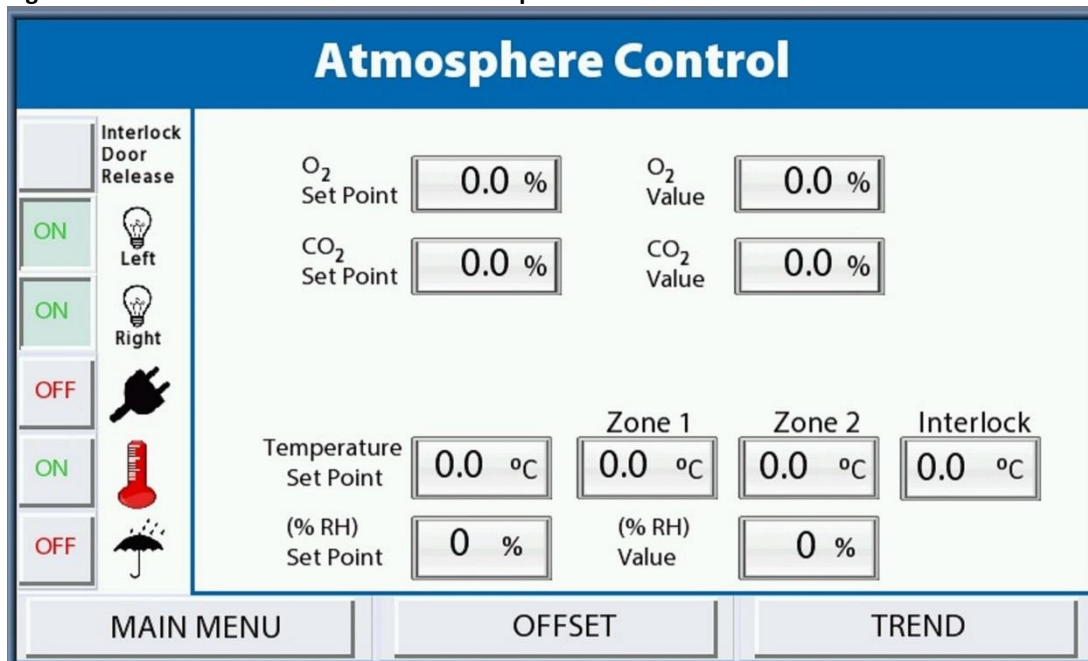 Atmosphere Control
Interlock
Door
Release
ON
Left
ON
Right
OFF
ON
OFF
O2
Set Point
0.0 %
O2
Value
0.0 %
CO2
Set Point
0.0 %
CO2
Value
0.0 %
Zone 1
Zone 2
Interlock
Temperature
Set Point
0.0 ºC
0.0 ºC
0.0 ºC
0.0 ºC
(% RH)
Set Point
0 %
(% RH)
Value
0 %
MAIN MENU
OFFSET
TREND